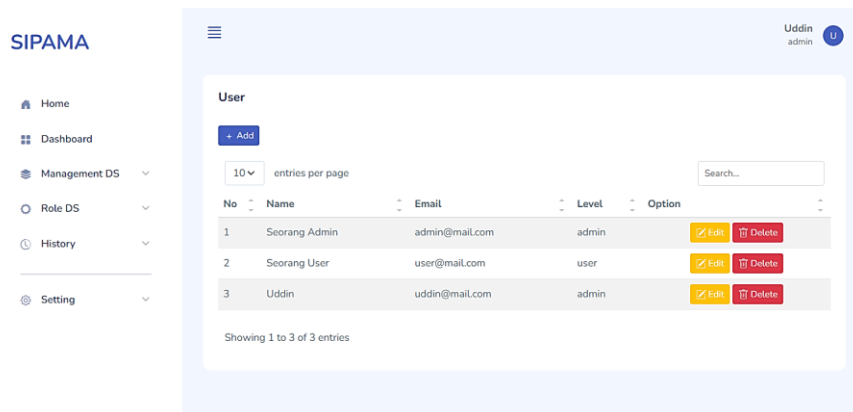 SIPAMA
Uddin
admin
U
Home
Dashboard
Management DS
Role DS
History
Setting
User
+ Add
10 entries per page
Search...
No Name Email Level Option
1 Seorang Admin admin@mail.com admin Edit Delete
2 Seorang User user@mail.com user Edit Delete
3 Uddin uddin@mail.com admin Edit Delete
Showing 1 to 3 of 3 entries